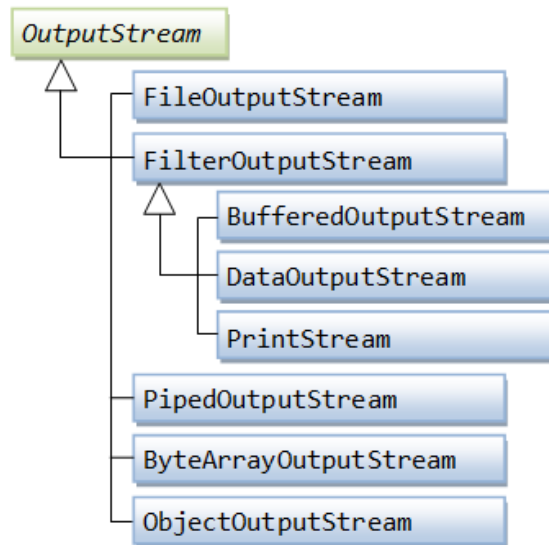 OutputStream
FileOutputStream
FilterOutputStream
BufferedOutputStream
DataOutputStream
PrintStream
PipedOutputStream
ByteArrayOutputStream
ObjectOutputStream